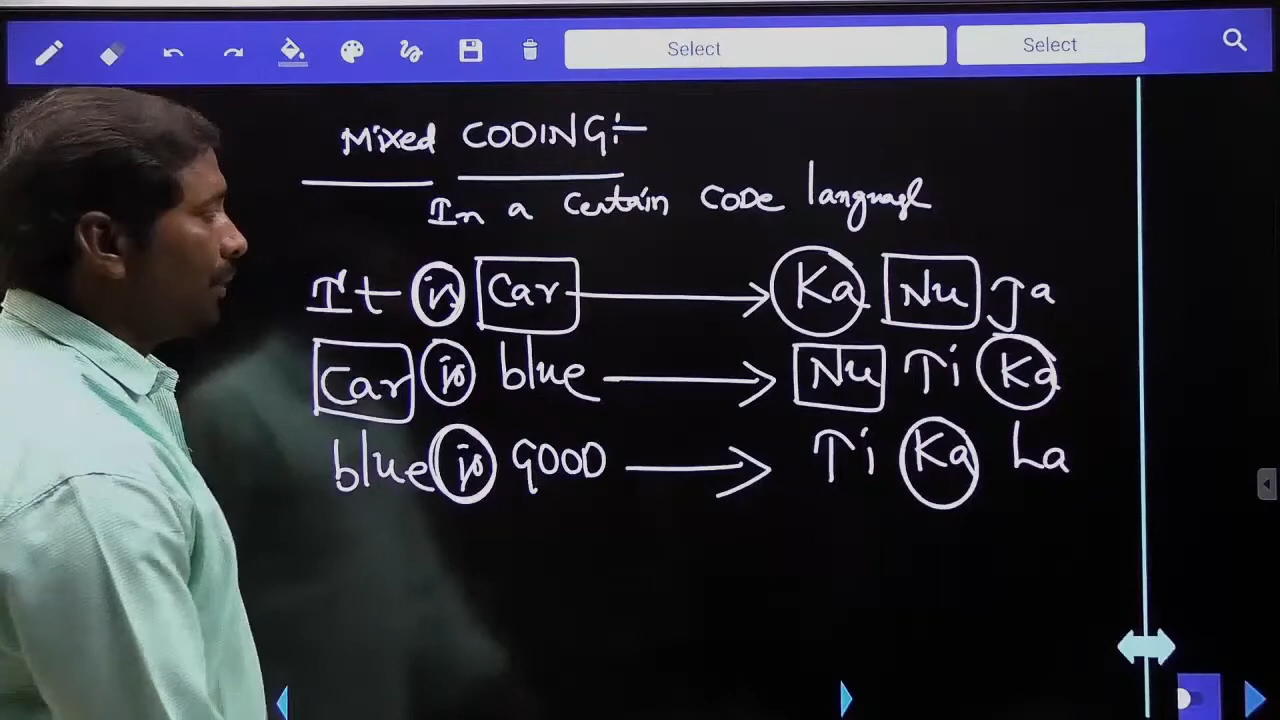 Select Select
Mixed CODING:-
In a certain CODe language
It is Car → Ka Nu Ja
Car is blue → Nu Ti Ka
blue is GOOD → Ti Ka La